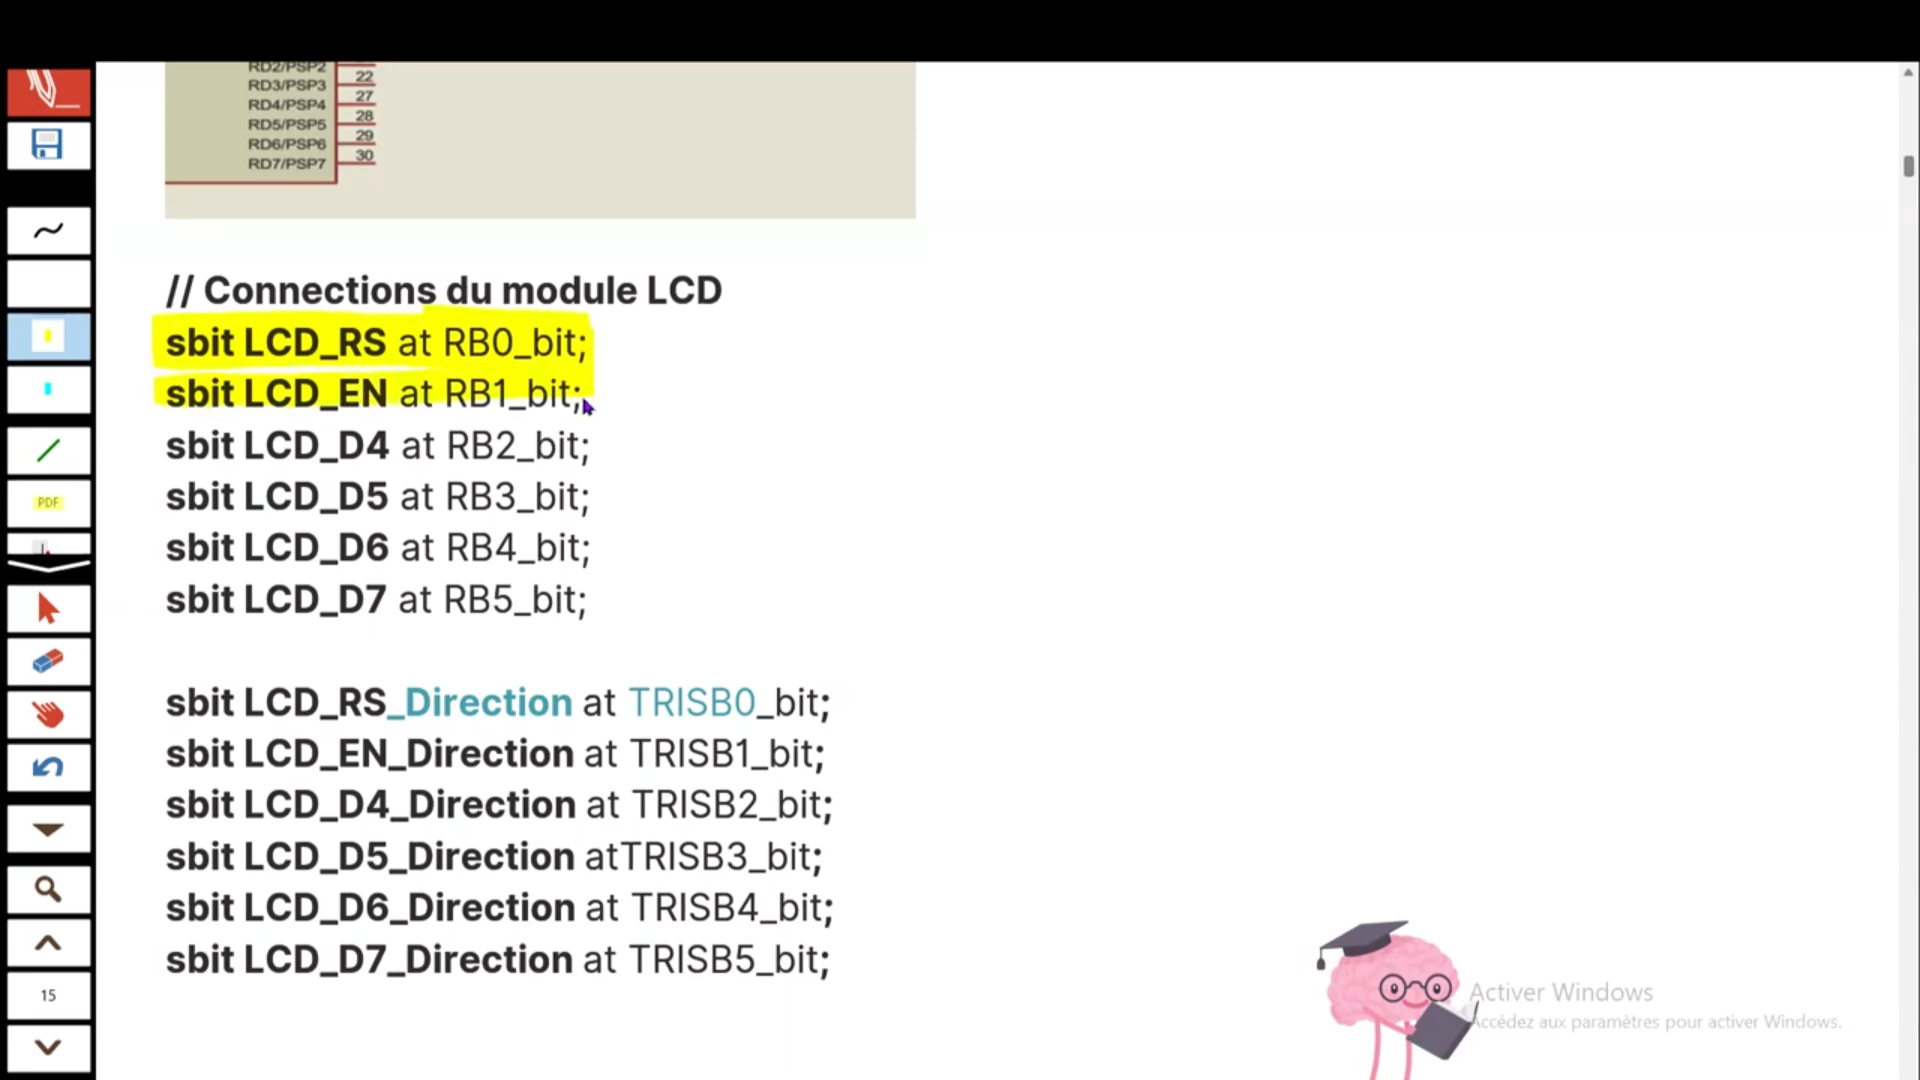 RD2/PSP2
RD3/PSP3 22
RD4/PSP4 27
RD5/PSP5 28
RD6/PSP6 29
RD7/PSP7 30
// Connections du module LCD
sbit LCD_RS at RB0_bit;
sbit LCD_EN at RB1_bit;
sbit LCD_D4 at RB2_bit;
sbit LCD_D5 at RB3_bit;
sbit LCD_D6 at RB4_bit;
sbit LCD_D7 at RB5_bit;
sbit LCD_RS_Direction at TRISB0_bit;
sbit LCD_EN_Direction at TRISB1_bit;
sbit LCD_D4_Direction at TRISB2_bit;
sbit LCD_D5_Direction atTRISB3_bit;
sbit LCD_D6_Direction at TRISB4_bit;
sbit LCD_D7_Direction at TRISB5_bit;
PDF
15
Activer Windows
Accédez aux paramètres pour activer Windows.